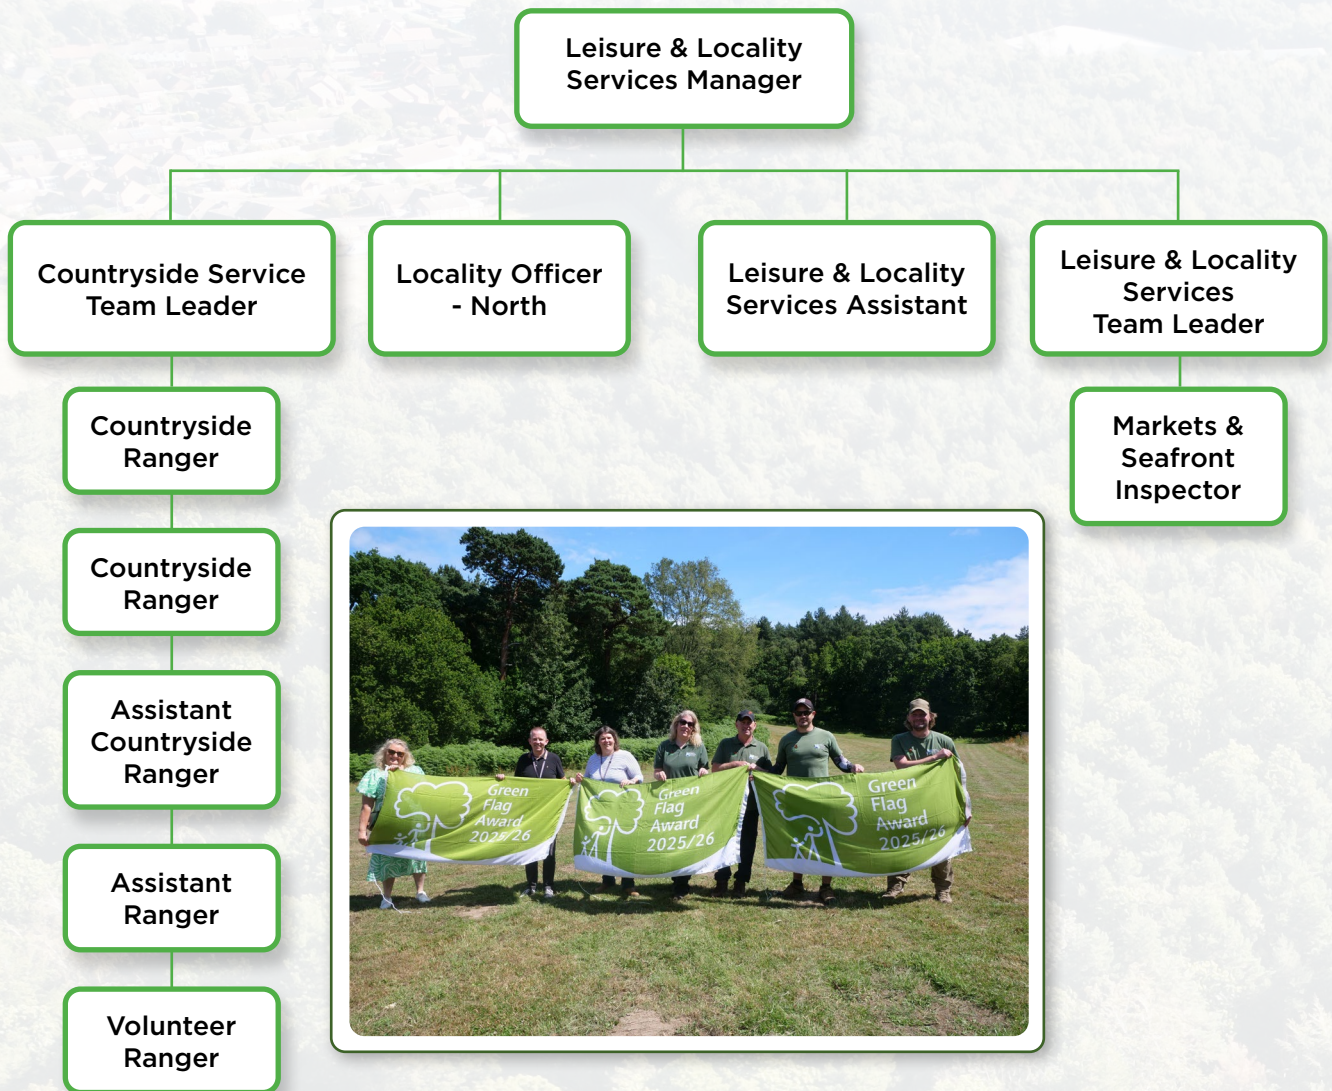 Leisure & Locality
Services Manager
Countryside Service
Team Leader
Locality Officer
- North
Leisure & Locality
Services Assistant
Leisure & Locality
Services
Team Leader
Countryside
Ranger
Markets &
Seafront
Inspector
Countryside
Ranger
Assistant
Countryside
Ranger
Assistant
Ranger
Volunteer
Ranger
Green
Flag
Award
2025/26
Green
Flag
Award
2025/26
Green
Flag
Award
2025/26